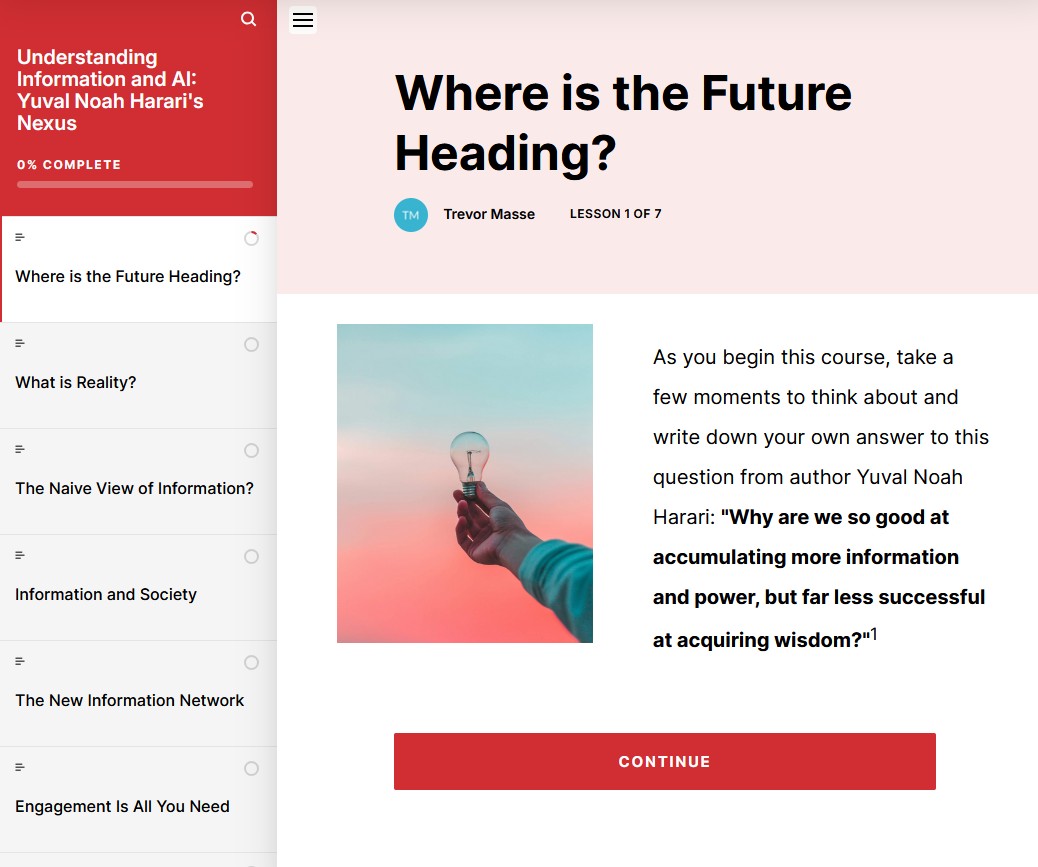 Understanding
Information and AI:
Yuval Noah Harari's
Nexus
0% COMPLETE
Where is the Future Heading?
What is Reality?
The Naive View of Information?
Information and Society
The New Information Network
Engagement Is All You Need
Where is the Future
Heading?
TM
Trevor Masse
LESSON 1 OF 7
As you begin this course, take a
few moments to think about and
write down your own answer to this
question from author Yuval Noah
Harari: "Why are we so good at
accumulating more information
and power, but far less successful
at acquiring wisdom?"1
CONTINUE